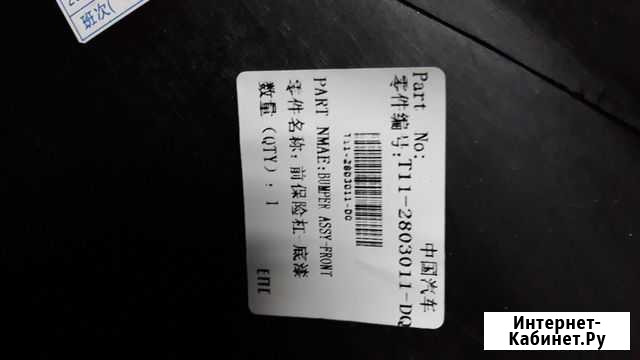 中国汽车
Part No:
零件编号:T11-2803011-DQ
T11-2803011-DQ
PART NMAE:BUMPER ASSY-FRONT
零件名称: 前保险杠-底漆
数量 (QTY): 1
EAC
班次(
Интернет-
Кабинет.Ру